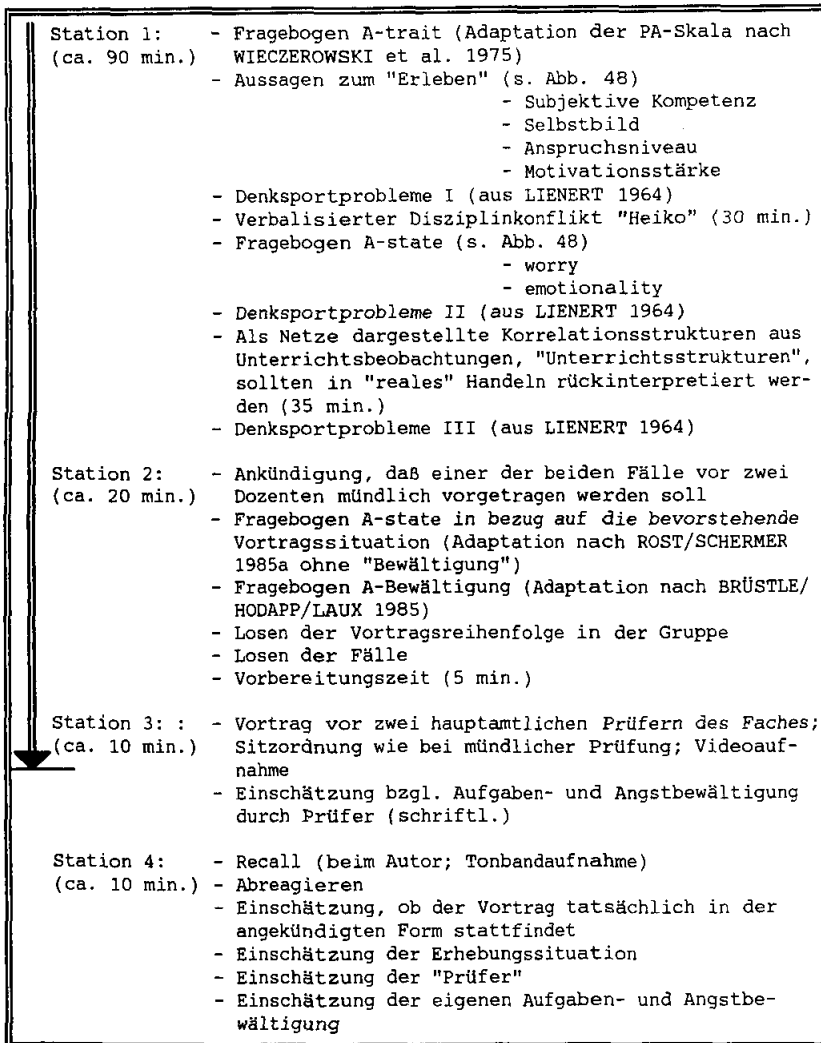 Station 1: - Fragebogen A-trait (Adaptation der PA-Skala nach
(ca. 90 min.) WIECZEROWSKI et al. 1975)
- Aussagen zum "Erleben" (s. Abb. 48)
- Subjektive Kompetenz
- Selbstbild
- Anspruchsniveau
- Motivationsstärke
- Denksportprobleme I (aus LIENERT 1964)
- Verbalisierter Disziplinkonflikt "Heiko" (30 min.)
- Fragebogen A-state (s. Abb. 48)
- worry
- emotionality
- Denksportprobleme II (aus LIENERT 1964)
- Als Netze dargestellte Korrelationsstrukturen aus
Unterrichtsbeobachtungen, "Unterrichtsstrukturen",
sollten in "reales" Handeln rückinterpretiert wer-
den (35 min.)
- Denksportprobleme III (aus LIENERT 1964)
Station 2: - Ankündigung, daß einer der beiden Fälle vor zwei
(ca. 20 min.) Dozenten mündlich vorgetragen werden soll
- Fragebogen A-state in bezug auf die bevorstehende
Vortragssituation (Adaptation nach ROST/SCHERMER
1985a ohne "Bewältigung")
- Fragebogen A-Bewältigung (Adaptation nach BRÜSTLE/
HODAPP/LAUX 1985)
- Losen der Vortragsreihenfolge in der Gruppe
- Losen der Fälle
- Vorbereitungszeit (5 min.)
Station 3: : - Vortrag vor zwei hauptamtlichen Prüfern des Faches;
(ca. 10 min.) Sitzordnung wie bei mündlicher Prüfung; Videoauf-
nahme
- Einschätzung bzgl. Aufgaben- und Angstbewältigung
durch Prüfer (schriftl.)
Station 4: - Recall (beim Autor; Tonbandaufnahme)
(ca. 10 min.) - Abreagieren
- Einschätzung, ob der Vortrag tatsächlich in der
angekündigten Form stattfindet
- Einschätzung der Erhebungssituation
- Einschätzung der "Prüfer"
- Einschätzung der eigenen Aufgaben- und Angstbe-
wältigung